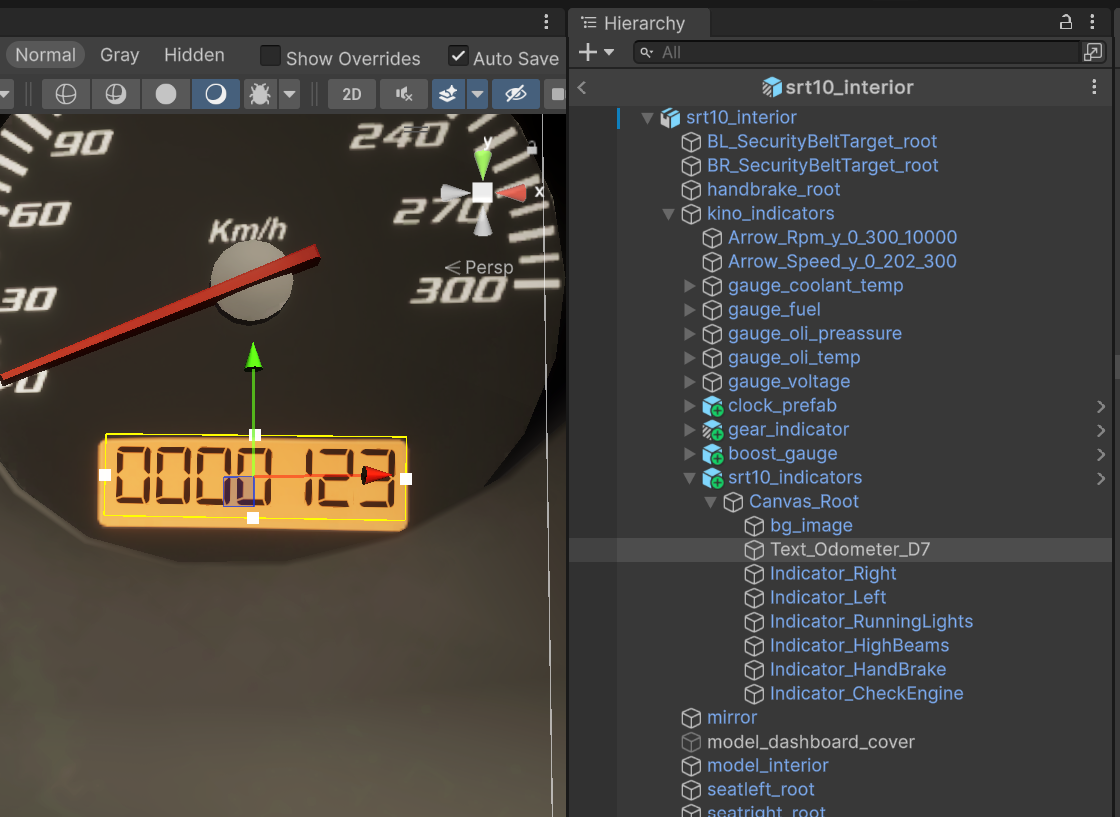 Hierarchy
Normal Gray Hidden Show Overrides Auto Save
All
2D
srt10_interior
srt10_interior
BL_SecurityBeltTarget_root
BR_SecurityBeltTarget_root
handbrake_root
kino_indicators
Arrow_Rpm_y_0_300_10000
Arrow_Speed_y_0_202_300
gauge_coolant_temp
gauge_fuel
gauge_oli_preassure
gauge_oli_temp
gauge_voltage
clock_prefab
gear_indicator
boost_gauge
srt10_indicators
Canvas_Root
bg_image
Text_Odometer_D7
Indicator_Right
Indicator_Left
Indicator_RunningLights
Indicator_HighBeams
Indicator_HandBrake
Indicator_CheckEngine
mirror
model_dashboard_cover
model_interior
seatleft_root
seatright_root
90
240
y
x
60
270
Km/h
Persp
30
300
0
0000123